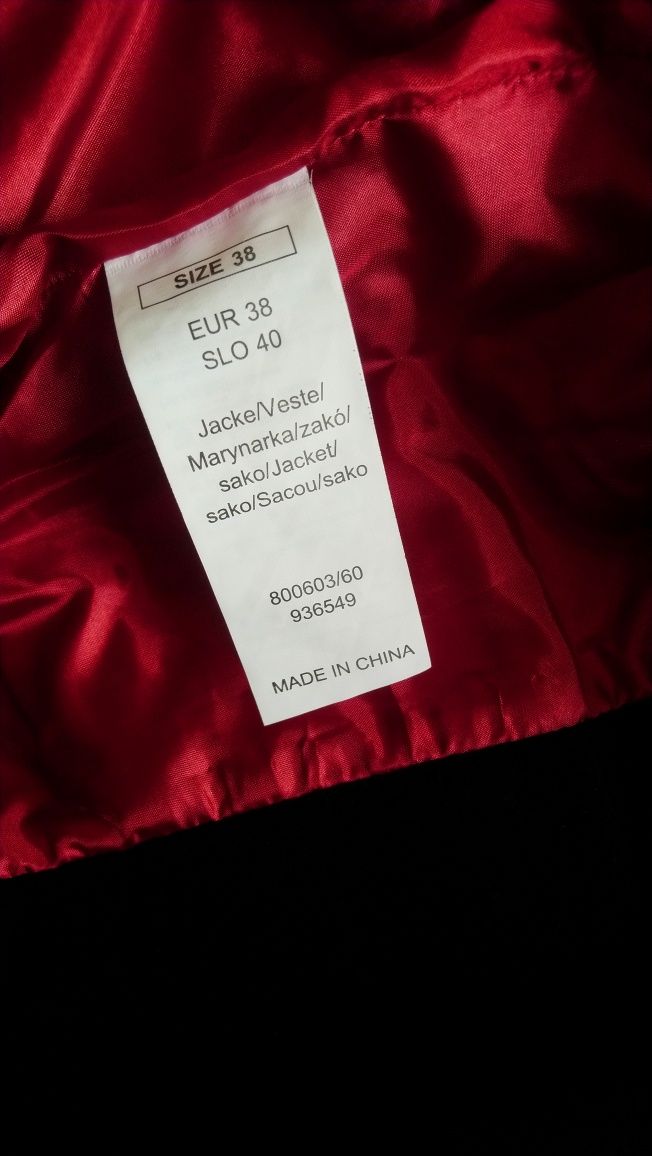 SIZE 38
EUR 38
SLO 40
Jacke/Veste/
Marynarka/zakó/
sako/Jacket/
sako/Sacou/sako
800603/60
936549
MADE IN CHINA